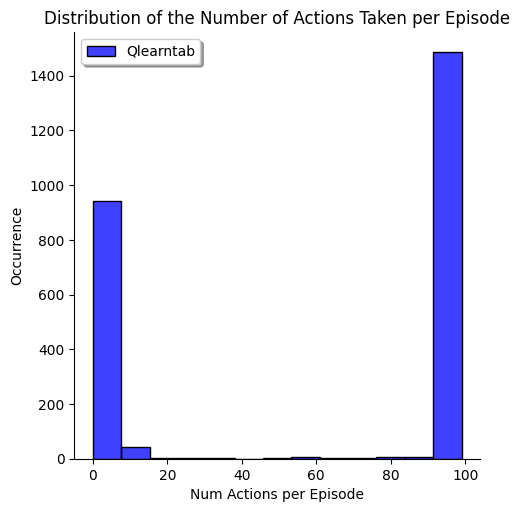 Distribution of the Number of Actions Taken per Episode
Qlearntab
1400
1200
1000
800
600
400
200
0
Occurrence
0 20 40 60 80 100
Num Actions per Episode